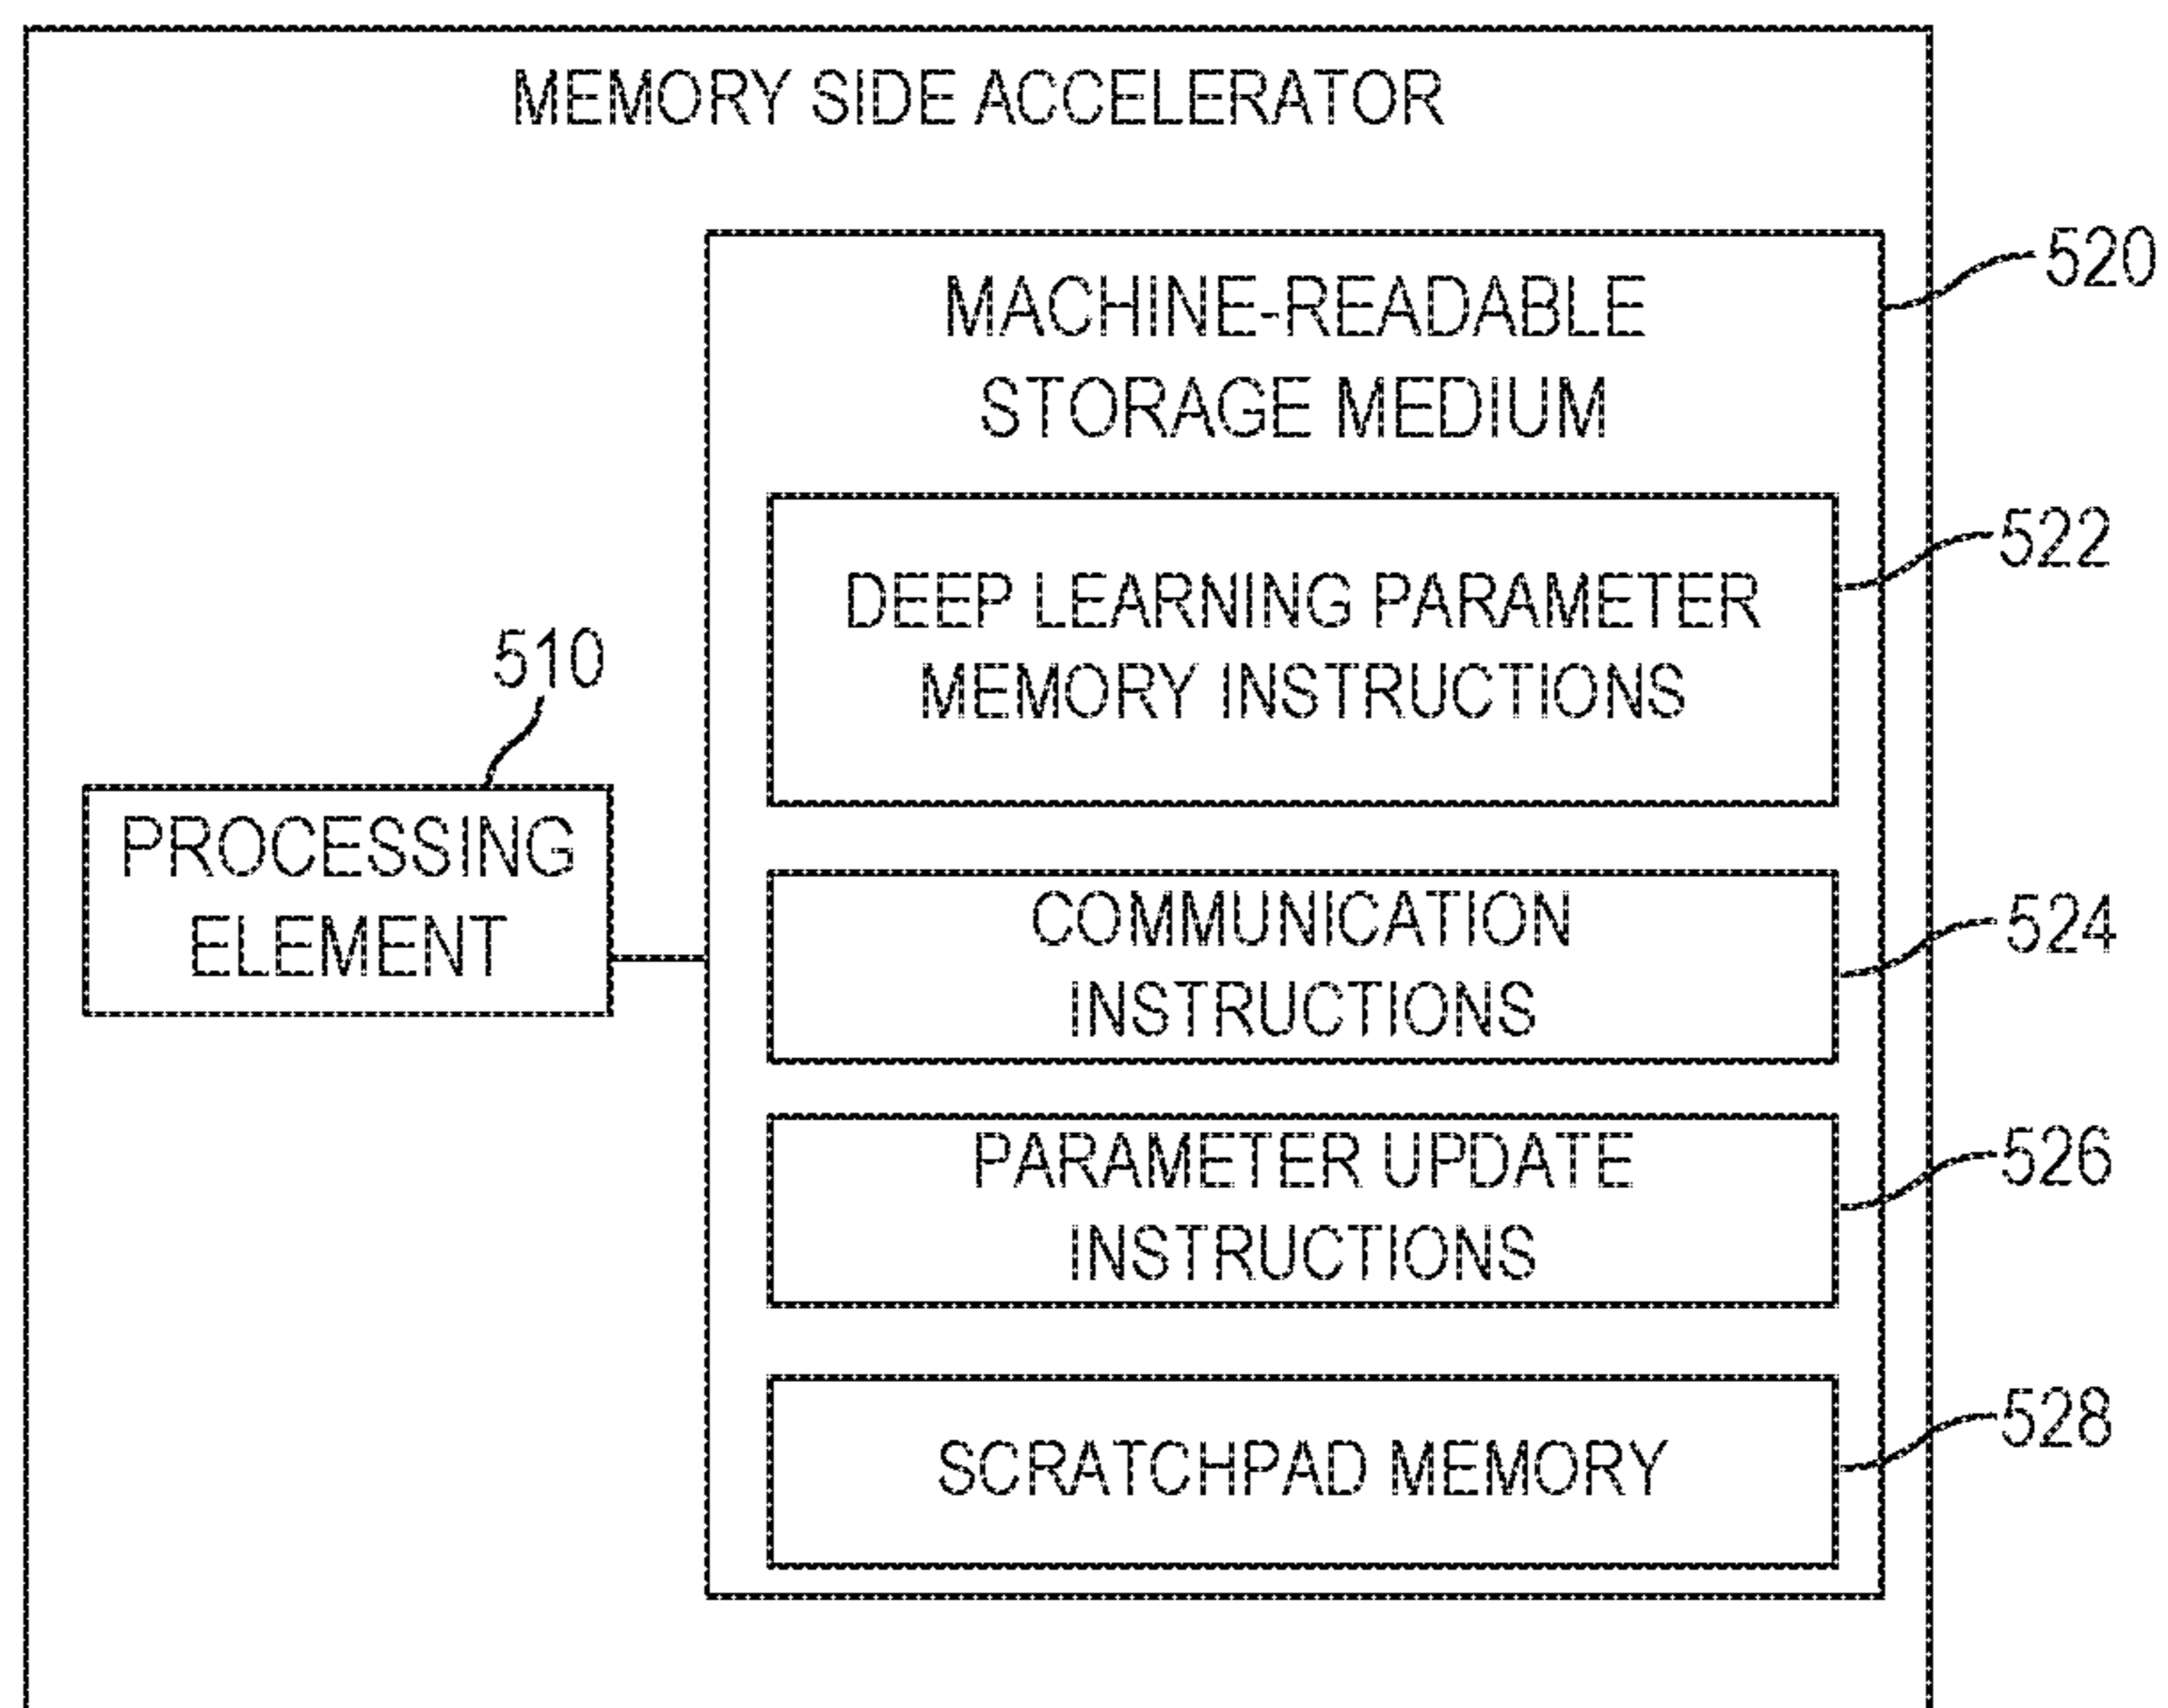 MEMORY SIDE ACCELERATOR
520
MACHINE-READABLE
STORAGE MEDIUM
522
DEEP LEARNING PARAMETER
MEMORY INSTRUCTIONS
510
PROCESSING
ELEMENT
524
COMMUNICATION
INSTRUCTIONS
526
PARAMETER UPDATE
INSTRUCTIONS
528
SCRATCHPAD MEMORY